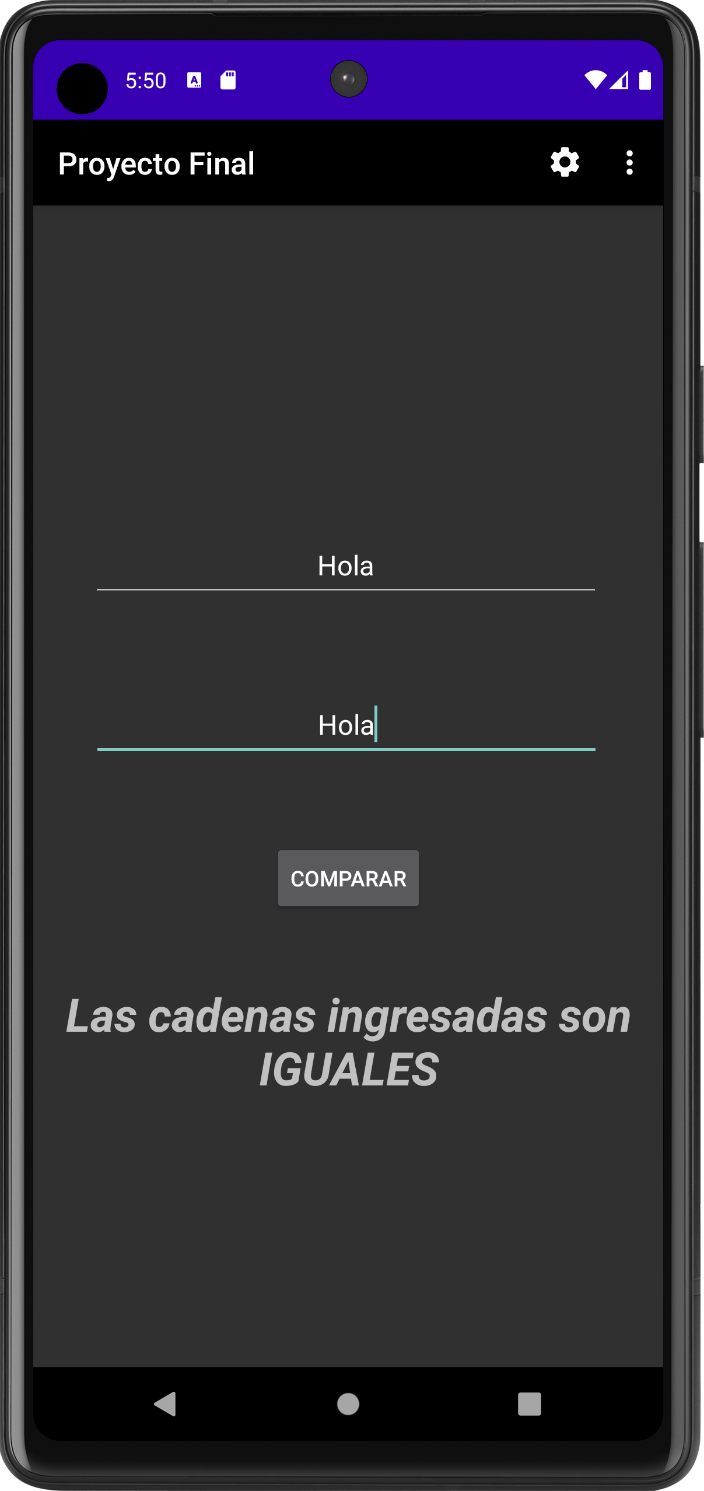 5:50
Proyecto Final
Hola
Hola
COMPARAR
Las cadenas ingresadas son
IGUALES